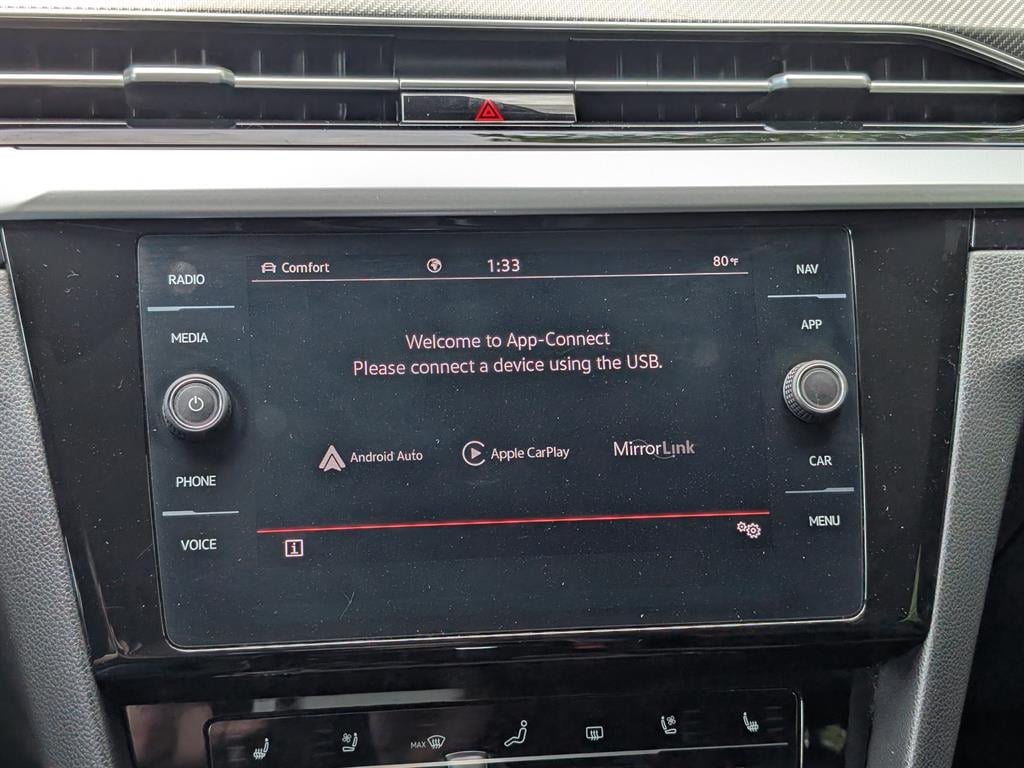 RADIO
MEDIA
PHONE
VOICE
Comfort
1:33
80°F
Welcome to App-Connect
Please connect a device using the USB.
Android Auto
Apple CarPlay
MirrorLink
i
NAV
APP
CAR
MENU
MAX